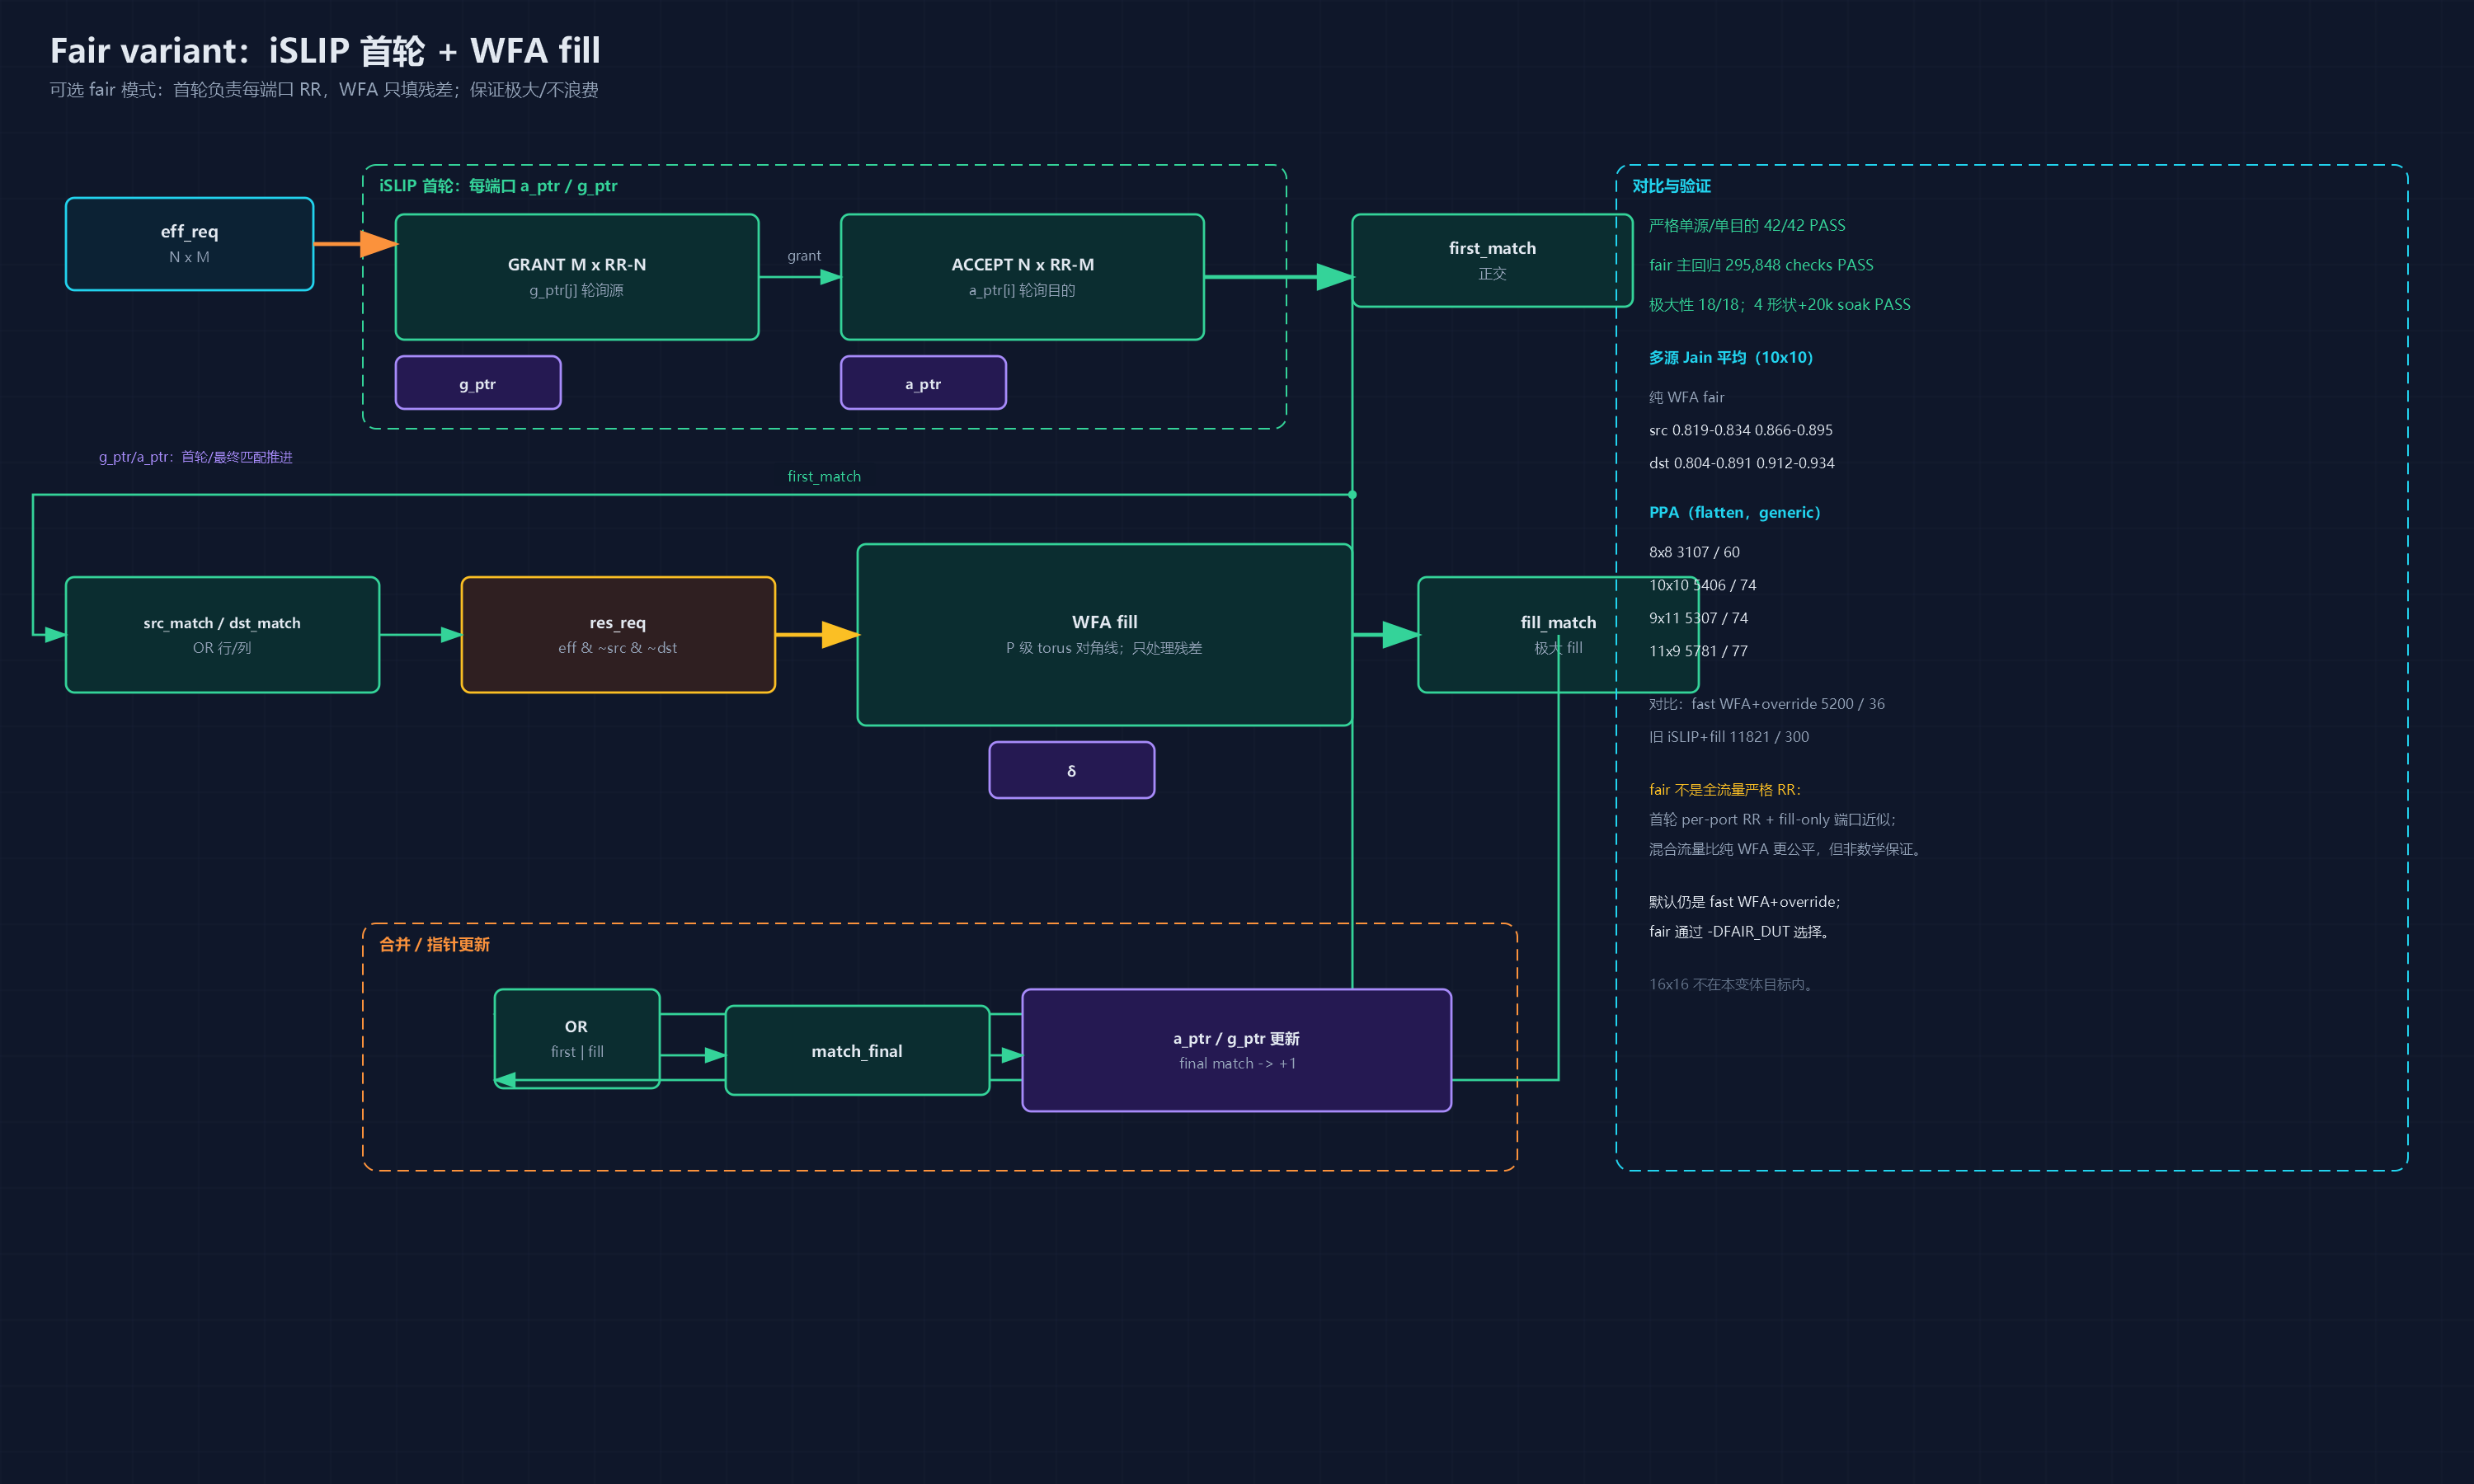 Fair variant：iSLIP 首轮 + WFA fill
可选 fair 模式：首轮负责每端口 RR，WFA 只填残差；保证极大/不浪费
eff_req
N x M
iSLIP 首轮：每端口 a_ptr / g_ptr
GRANT M x RR-N
g_ptr[j] 轮询源
grant
ACCEPT N x RR-M
a_ptr[i] 轮询目的
g_ptr
a_ptr
first_match
正交
g_ptr/a_ptr：首轮/最终匹配推进
first_match
src_match / dst_match
OR 行/列
res_req
eff & ~src & ~dst
WFA fill
P 级 torus 对角线；只处理残差
δ
fill_match
极大 fill
合并 / 指针更新
OR
first | fill
match_final
a_ptr / g_ptr 更新
final match -> +1
对比与验证
严格单源/单目的 42/42 PASS
fair 主回归 295,848 checks PASS
极大性 18/18；4 形状+20k soak PASS
多源 Jain 平均（10x10）
纯 WFA fair
src 0.819-0.834 0.866-0.895
dst 0.804-0.891 0.912-0.934
PPA（flatten，generic）
8x8 3107 / 60
10x10 5406 / 74
9x11 5307 / 74
11x9 5781 / 77
对比：fast WFA+override 5200 / 36
旧 iSLIP+fill 11821 / 300
fair 不是全流量严格 RR：
首轮 per-port RR + fill-only 端口近似；
混合流量比纯 WFA 更公平，但非数学保证。
默认仍是 fast WFA+override；
fair 通过 -DFAIR_DUT 选择。
16x16 不在本变体目标内。